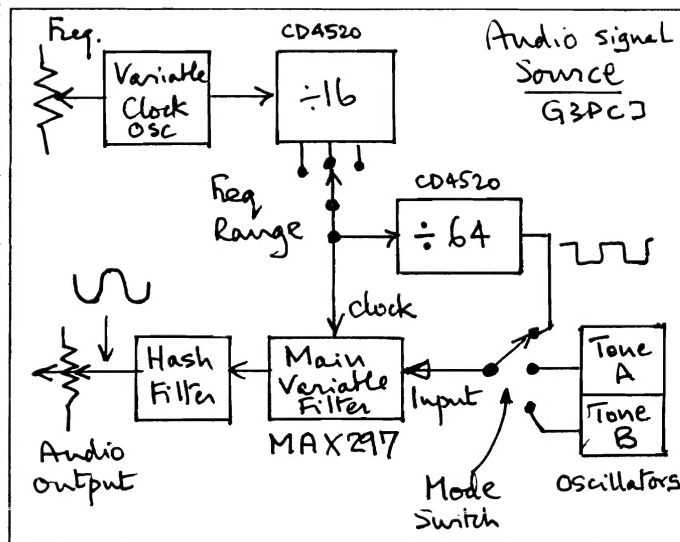 Freq.
CD4520
Audio signal
Source
G3PCJ
Variable
Clock
OSC
÷16
Freq
Range
CD4520
÷ 64
Clock
Hash
Filter
Main
Variable
Filter
Input
Tone
A
Tone
B
MAX297
Audio
output
Mode
Switch
Oscillators